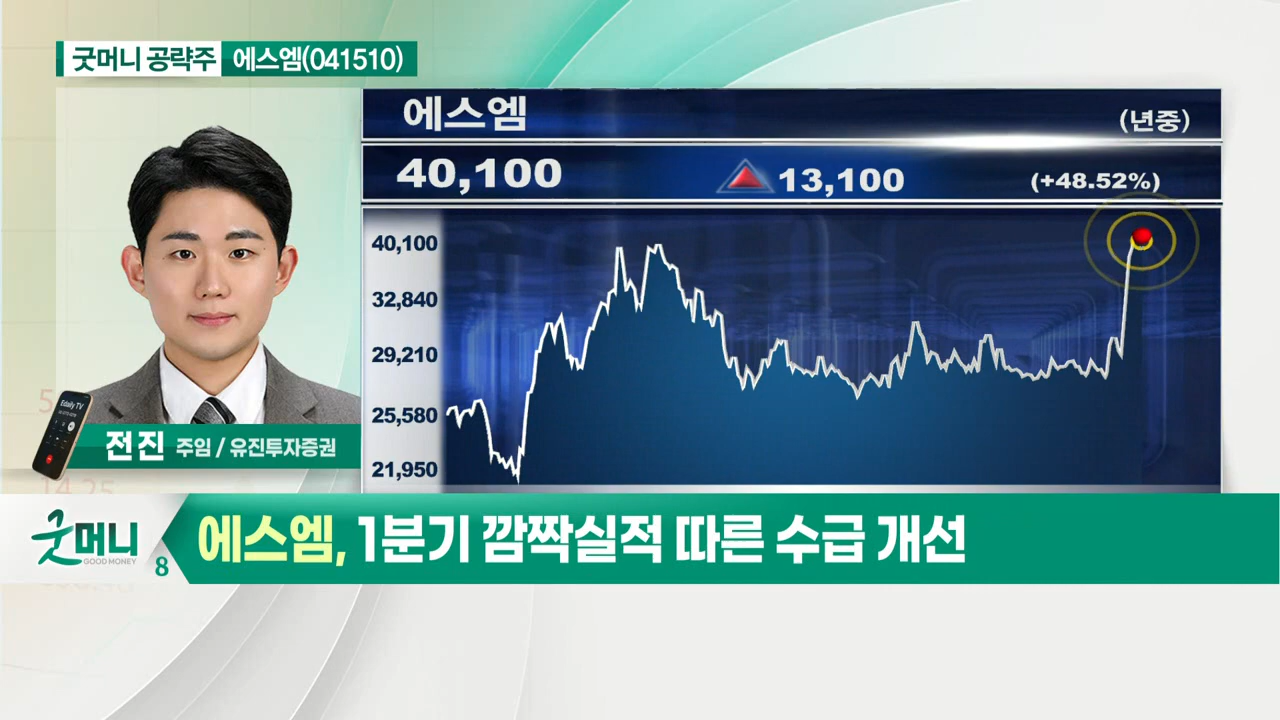 굿머니 공략주 에스엠(041510)
에스엠 (년중)
40,100 ▲ 13,100 (+48.52%)
40,100
32,840
29,210
25,580
21,950
Edaily TV
전진 주임 / 유진투자증권
굿머니
GOOD MONEY
8
에스엠, 1분기 깜짝실적 따른 수급 개선